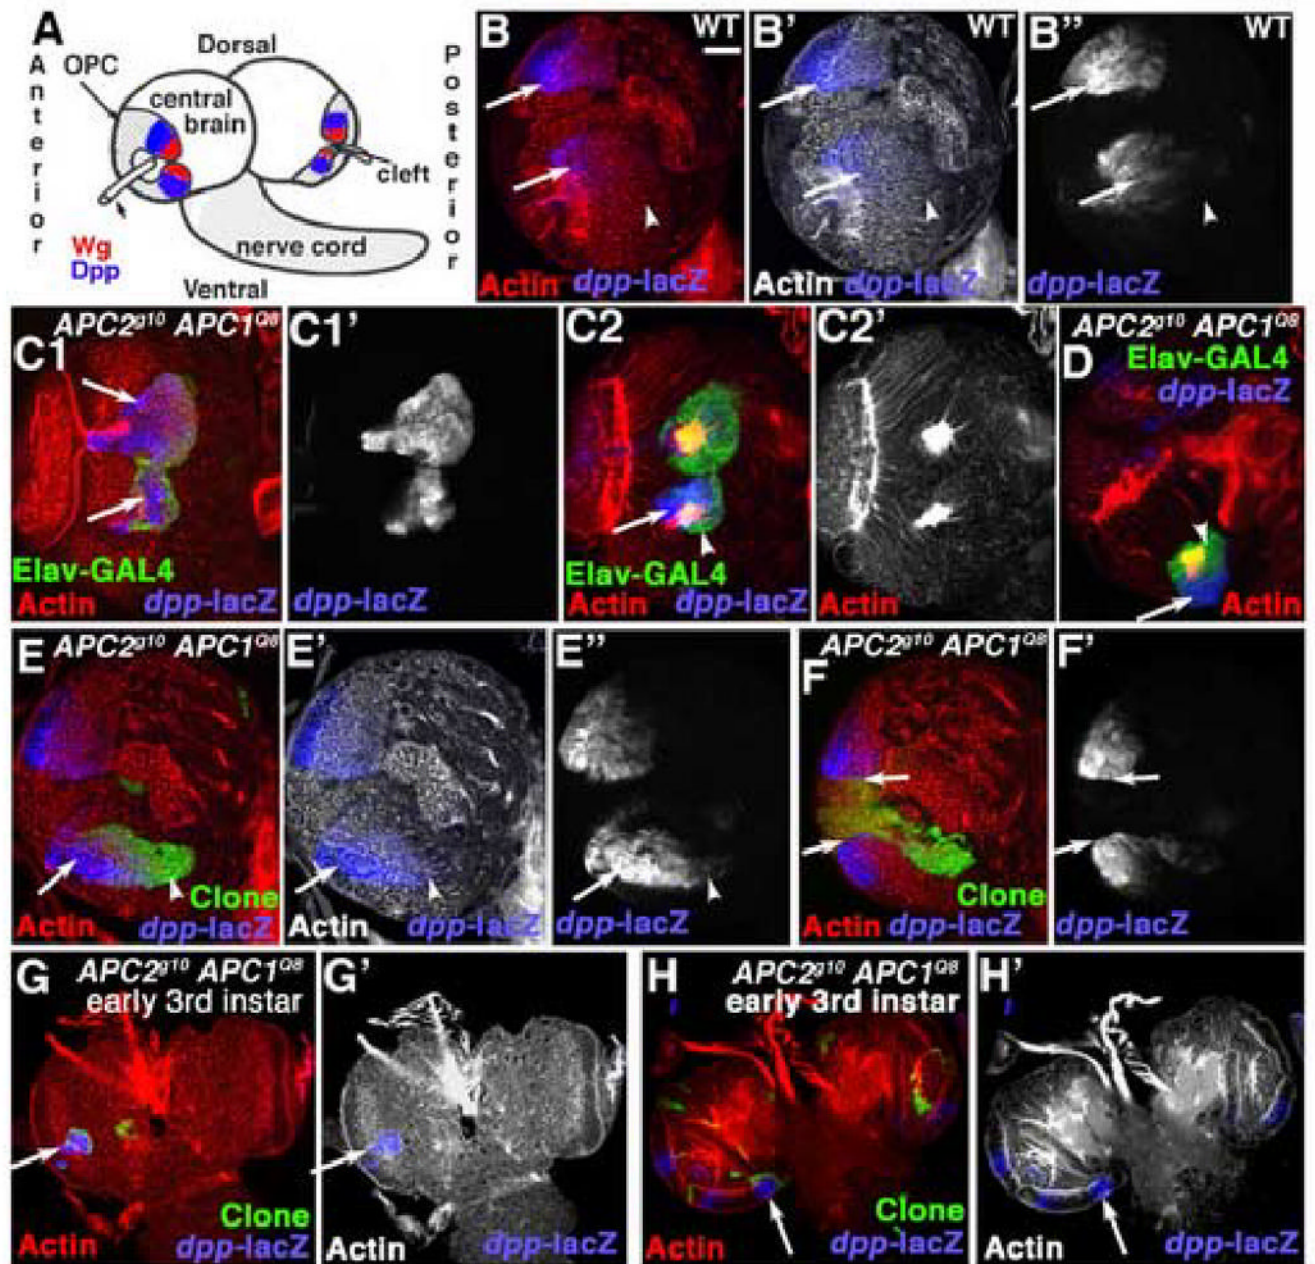 A
Dorsal
Anterior
OPC
central
brain
Posterior
cleft
Wg
Dpp
nerve cord
Ventral
B
WT
Actin dpp-lacZ
B’
WT
Actin dpp-lacZ
B”
WT
dpp-lacZ
APC2g10 APC1Q8
C1
Elav-GAL4
Actin dpp-lacZ
C1’
dpp-lacZ
C2
Elav-GAL4
Actin dpp-lacZ
C2’
APC2g10 APC1Q8
D
Elav-GAL4
dpp-lacZ
Actin
E
APC2g10 APC1Q8
Clone
Actin dpp-lacZ
E’
Actin dpp-lacZ
E”
dpp-lacZ
APC2g10 APC1Q8
F
Clone
Actin dpp-lacZ
F’
dpp-lacZ
G
APC2g10 APC1Q8
early 3rd instar
Clone
Actin dpp-lacZ
G’
Actin dpp-lacZ
H
APC2g10 APC1Q8
early 3rd instar
Clone
Actin dpp-lacZ
H’
Actin dpp-lacZ